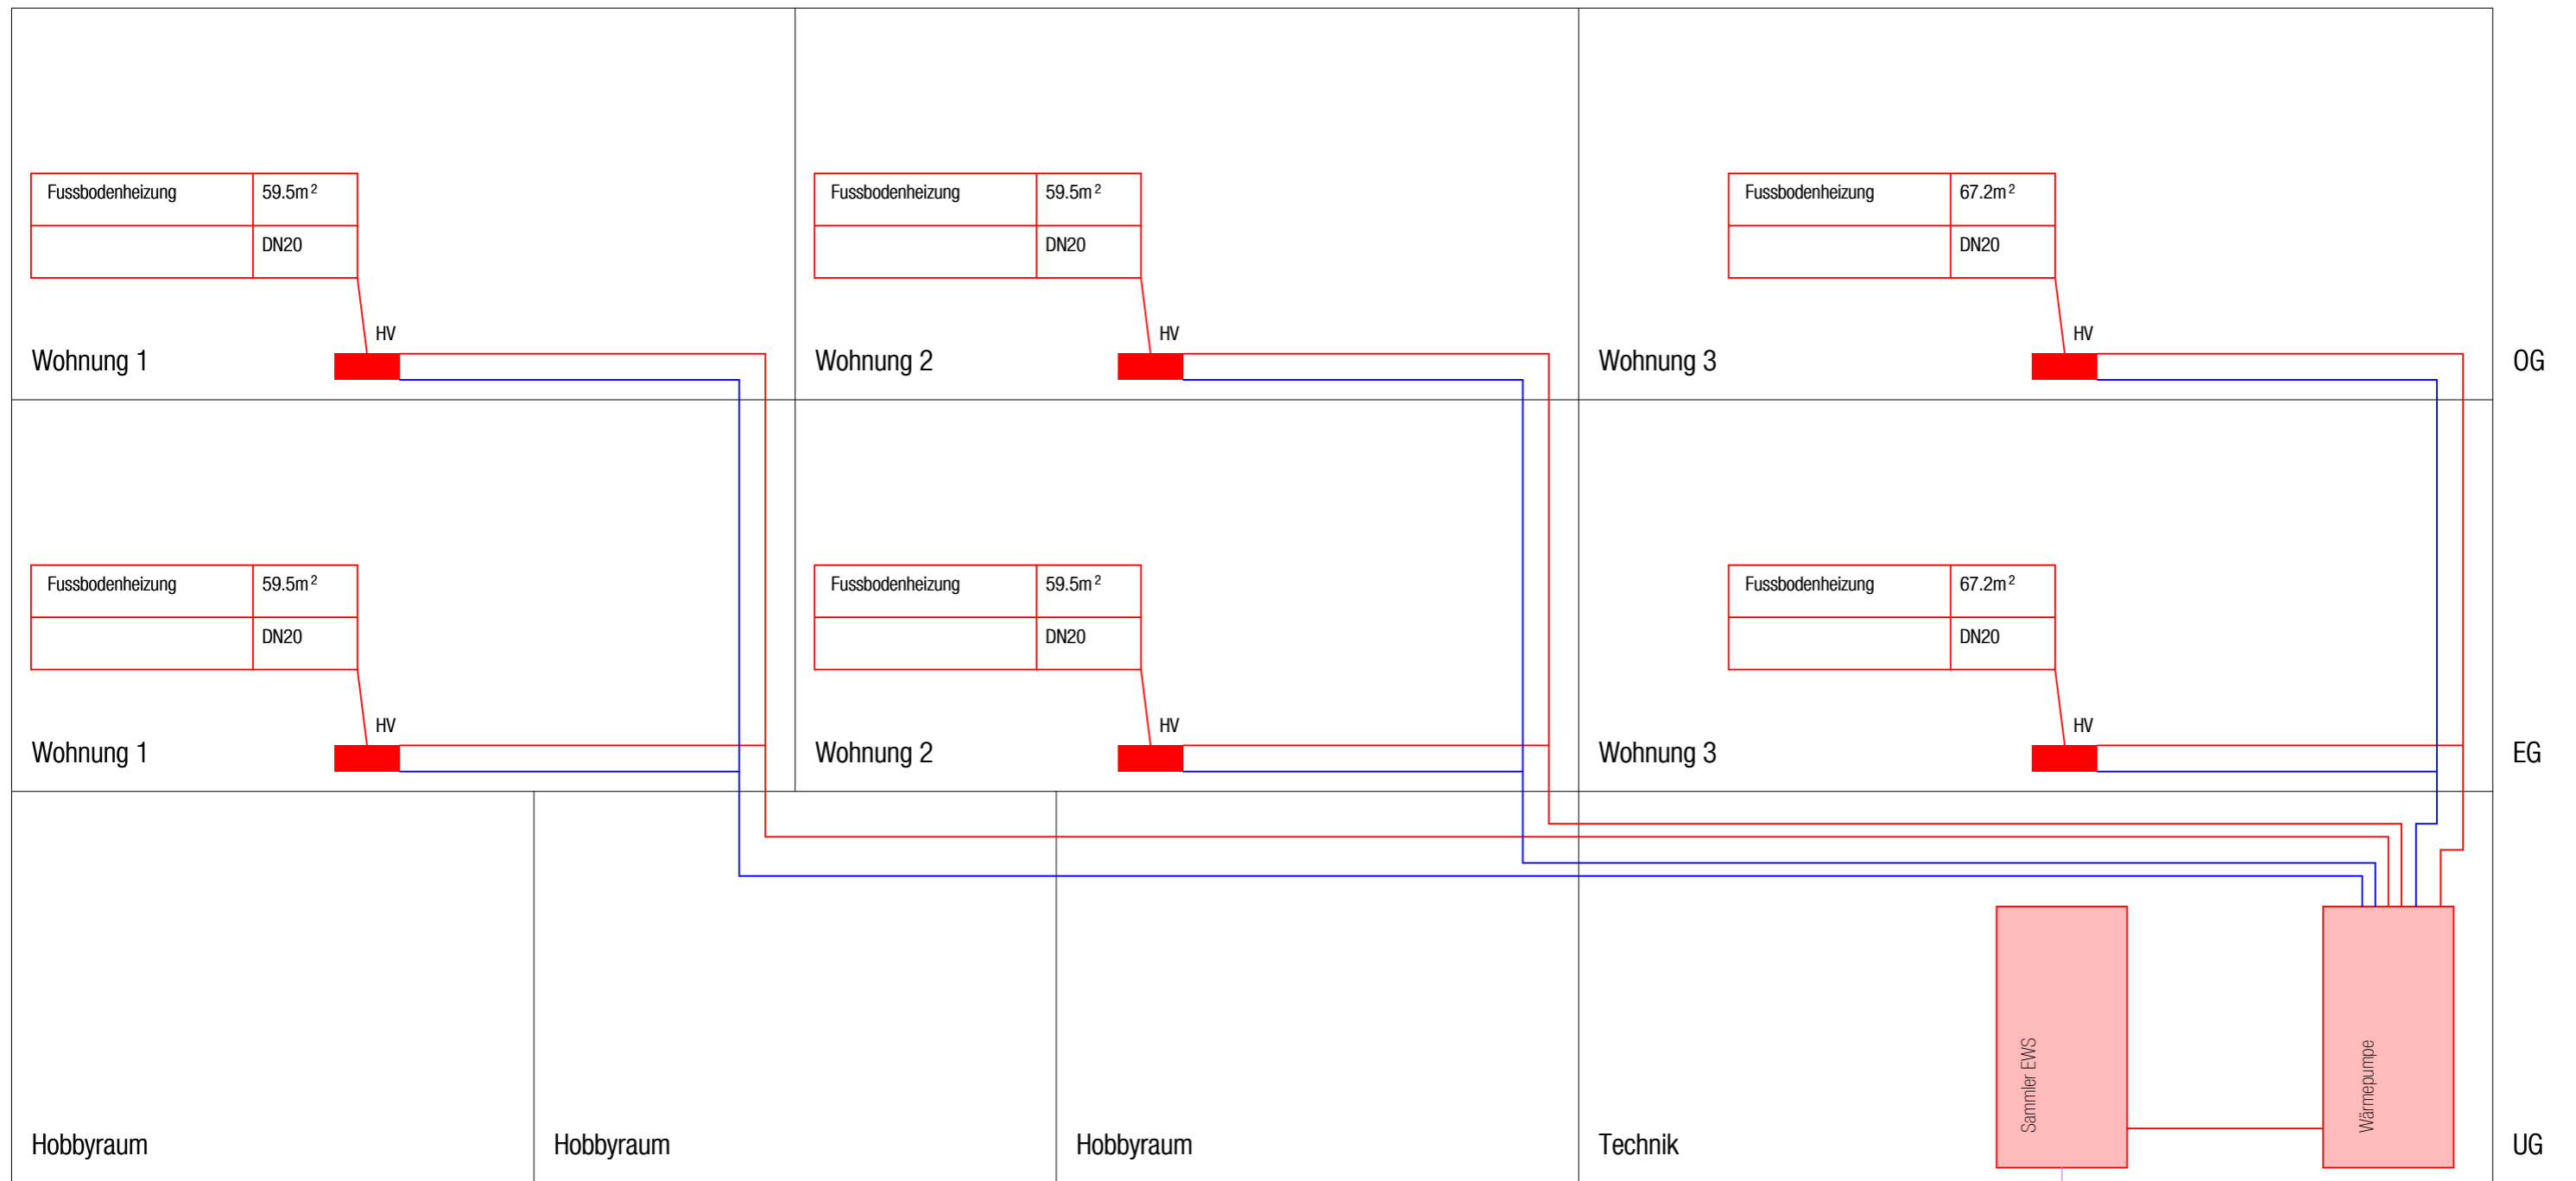 Fussbodenheizung 59.5m²
DN20
HV
Wohnung 1
Fussbodenheizung 59.5m²
DN20
HV
Wohnung 2
Fussbodenheizung 67.2m²
DN20
HV
Wohnung 3
OG
Fussbodenheizung 59.5m²
DN20
HV
Wohnung 1
Fussbodenheizung 59.5m²
DN20
HV
Wohnung 2
Fussbodenheizung 67.2m²
DN20
HV
Wohnung 3
EG
Hobbyraum
Hobbyraum
Hobbyraum
Technik
Sammler EWS
Wärmepumpe
UG